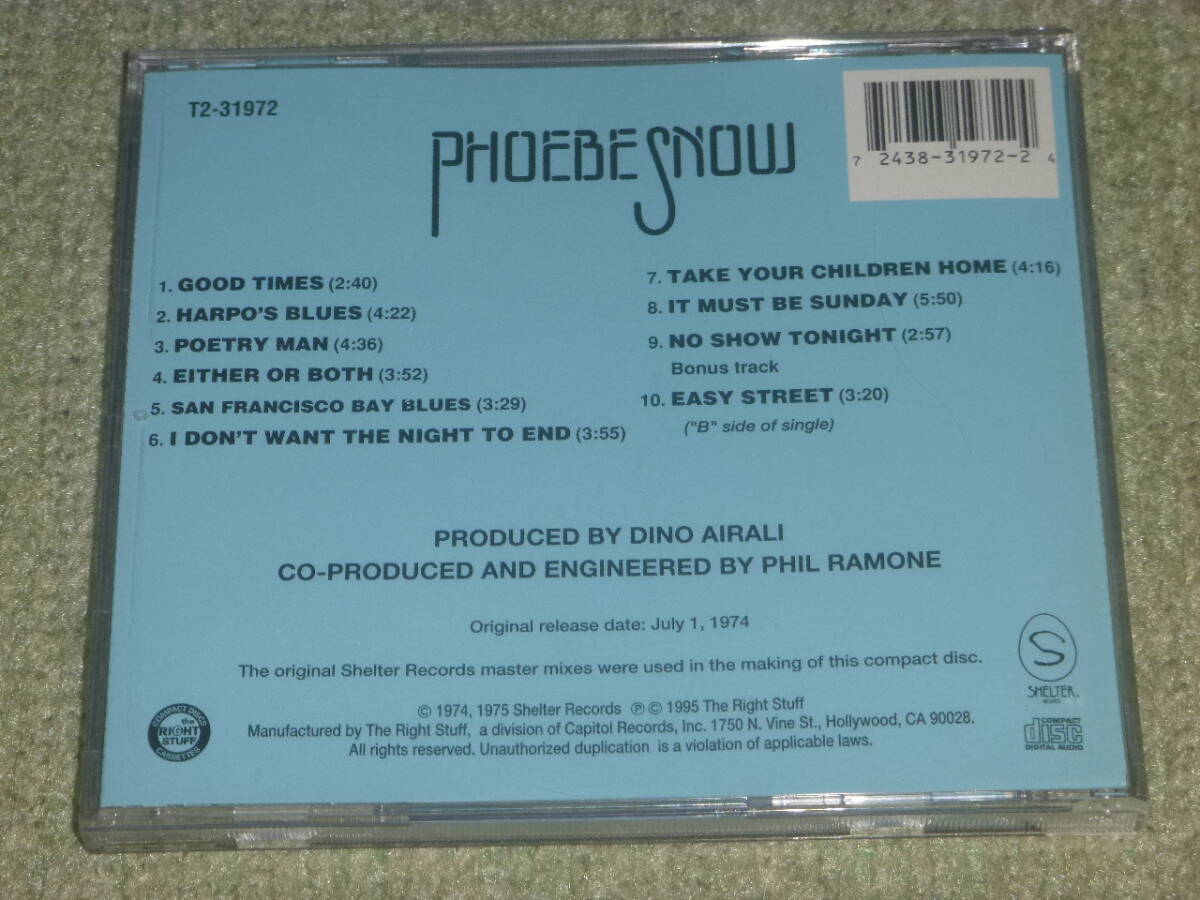 T2-31972
PHOEBE SNOW
7 2438-31972-2 4
1. GOOD TIMES (2:40)
2. HARPO'S BLUES (4:22)
3. POETRY MAN (4:36)
4. EITHER OR BOTH (3:52)
5. SAN FRANCISCO BAY BLUES (3:29)
6. I DON'T WANT THE NIGHT TO END (3:55)
7. TAKE YOUR CHILDREN HOME (4:16)
8. IT MUST BE SUNDAY (5:50)
9. NO SHOW TONIGHT (2:57)
Bonus track
10. EASY STREET (3:20)
("B" side of single)
PRODUCED BY DINO AIRALI
CO-PRODUCED AND ENGINEERED BY PHIL RAMONE
Original release date: July 1, 1974
The original Shelter Records master mixes were used in the making of this compact disc.
© 1974, 1975 Shelter Records ℗ © 1995 The Right Stuff
Manufactured by The Right Stuff, a division of Capitol Records, Inc. 1750 N. Vine St., Hollywood, CA 90028.
All rights reserved. Unauthorized duplication is a violation of applicable laws.
COMPACT DISCS
the
RIGHT
STUFF
CASSETTES
S
SHELTER
COMPACT
disc
DIGITAL AUDIO